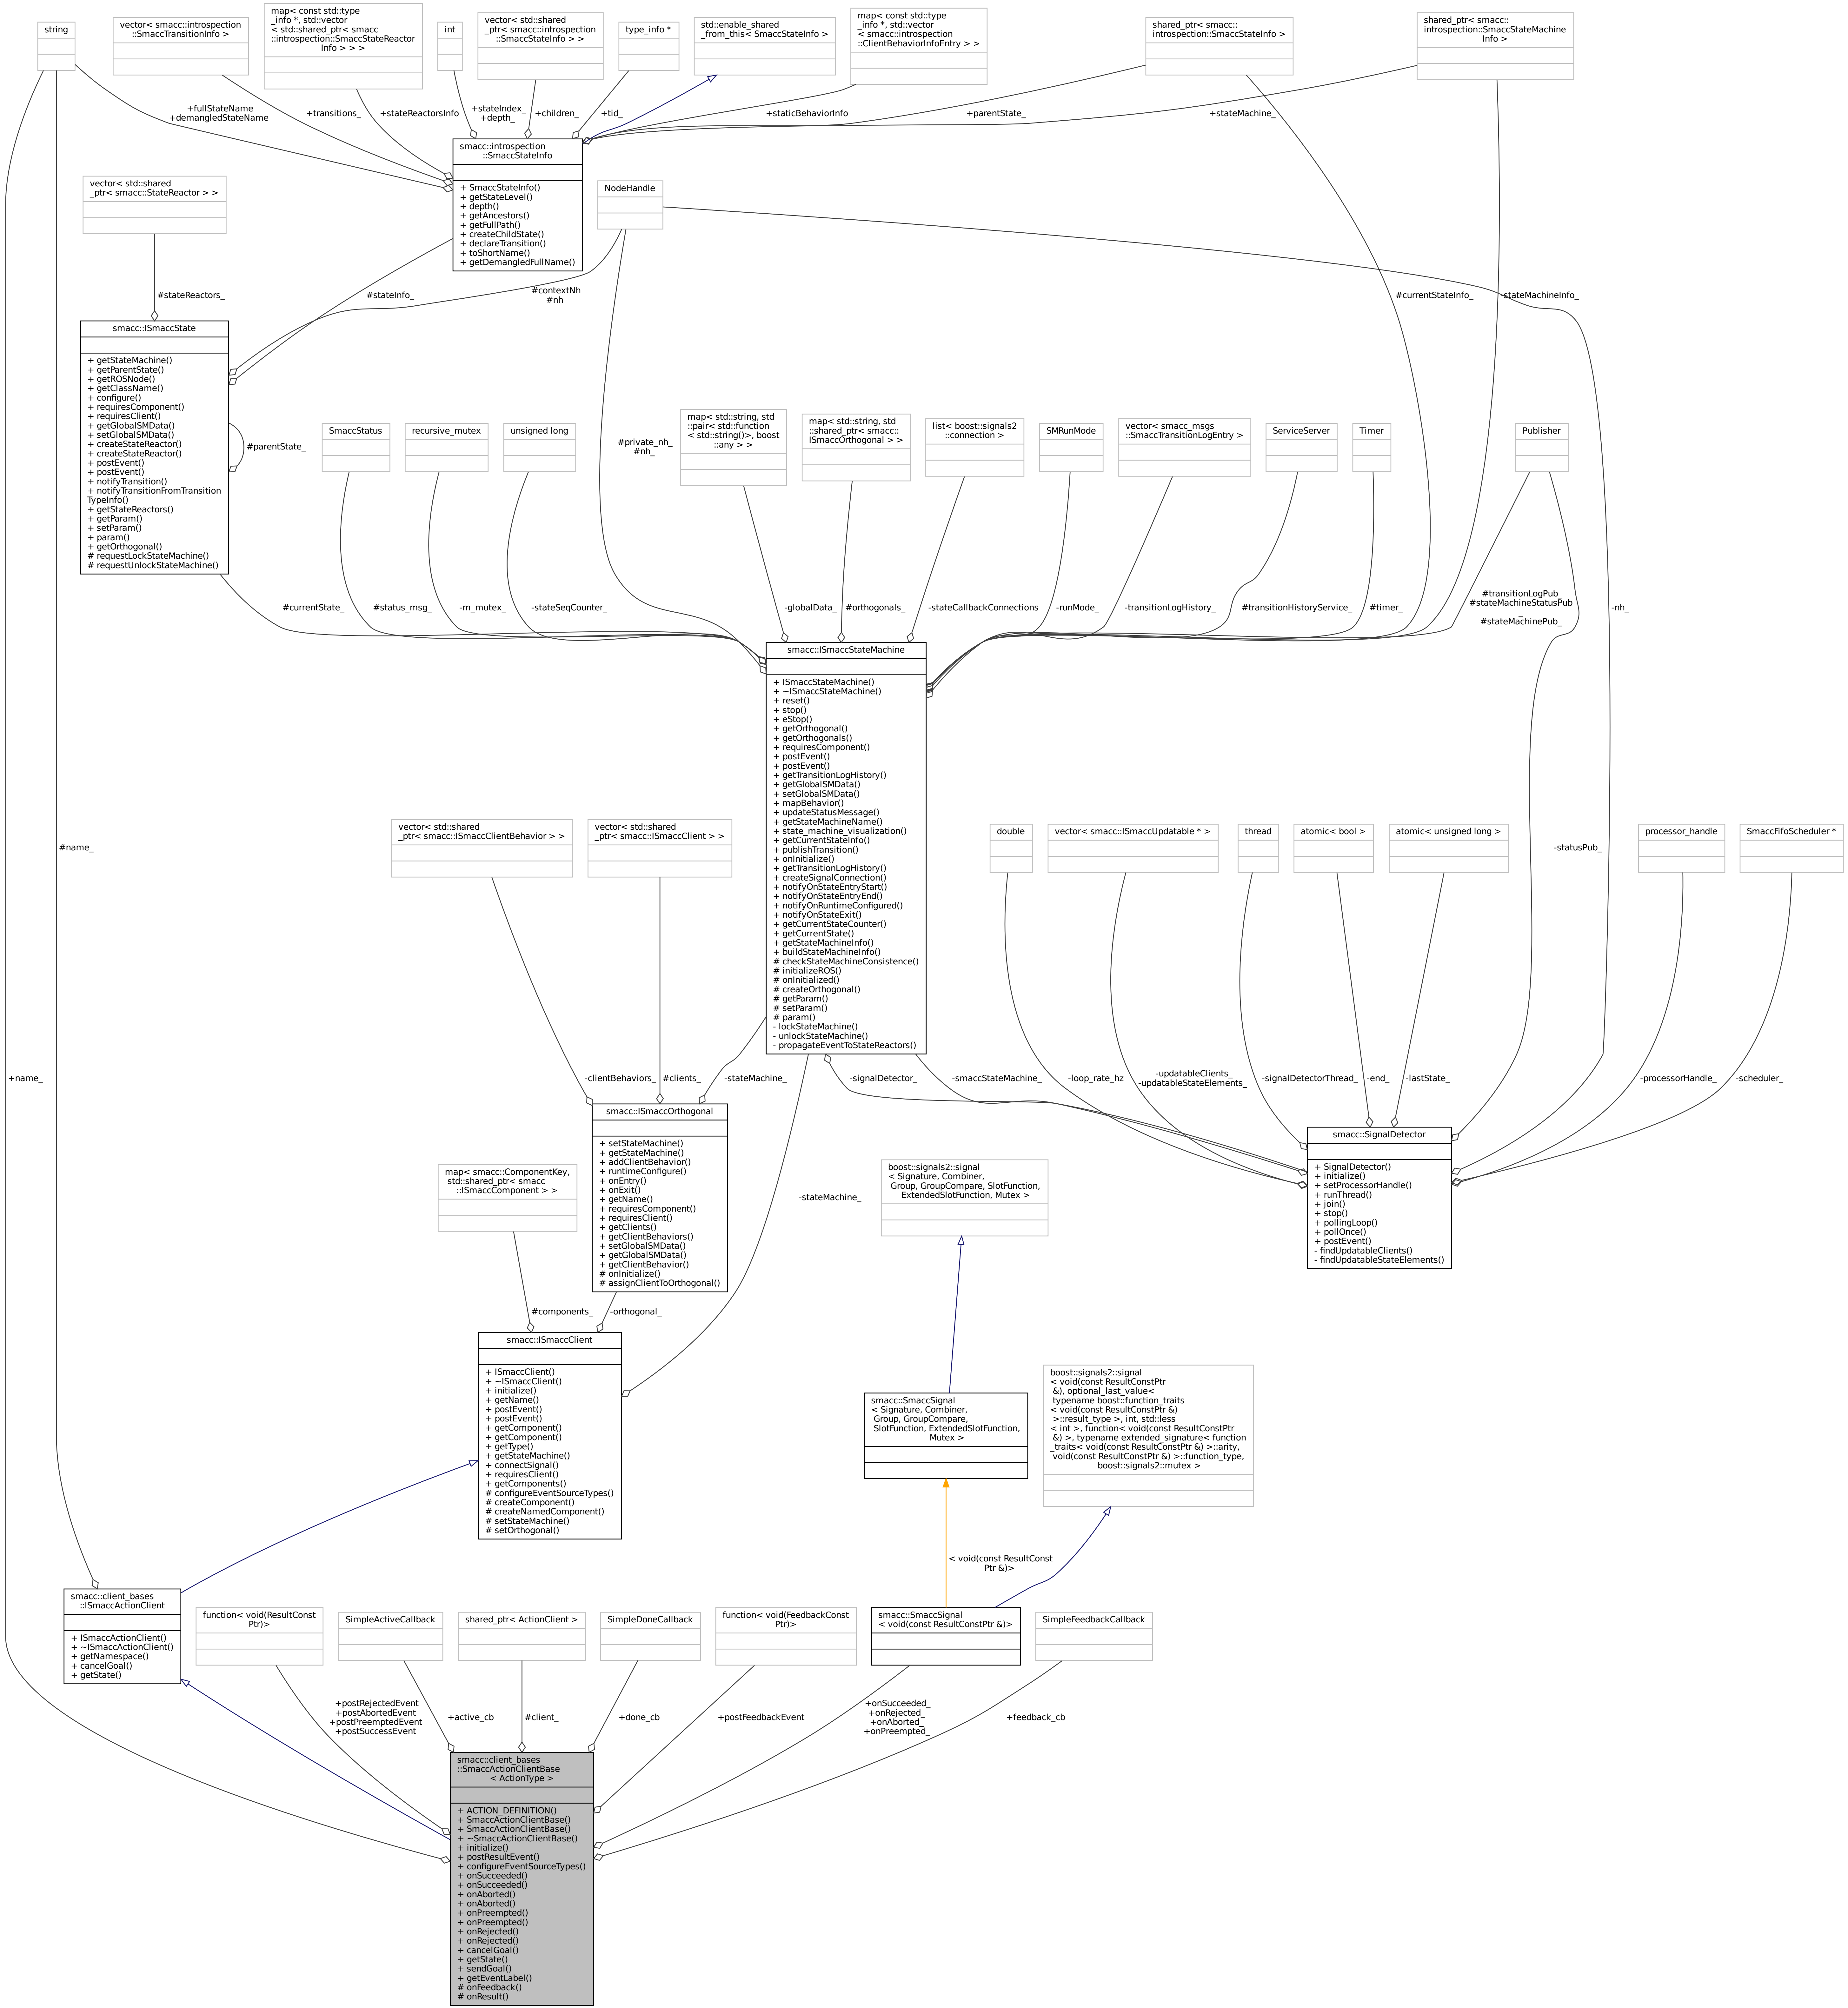 string
vector< smacc::introspection
::SmaccTransitionInfo >
map< const std::type
_info *, std::vector
< std::shared_ptr< smacc
::introspection::SmaccStateReactor
Info > > >
int
vector< std::shared
_ptr< smacc::introspection
::SmaccStateInfo > >
type_info *
std::enable_shared
_from_this< SmaccStateInfo >
map< const std::type
_info *, std::vector
< smacc::introspection
::ClientBehaviorInfoEntry > >
shared_ptr< smacc::
introspection::SmaccStateInfo >
shared_ptr< smacc::
introspection::SmaccStateMachine
Info >
+fullStateName
+demangledStateName
+transitions_
+stateReactorsInfo
+stateIndex_
+depth_
+children_
+tid_
+staticBehaviorInfo
+parentState_
+stateMachine_
smacc::introspection
::SmaccStateInfo
+ SmaccStateInfo()
+ getStateLevel()
+ depth()
+ getAncestors()
+ getFullPath()
+ createChildState()
+ declareTransition()
+ toShortName()
+ getDemangledFullName()
vector< std::shared
_ptr< smacc::StateReactor > >
NodeHandle
#stateReactors_
#stateInfo_
#contextNh
#nh
#currentStateInfo_
-stateMachineInfo_
smacc::ISmaccState
+ getStateMachine()
+ getParentState()
+ getROSNode()
+ getClassName()
+ configure()
+ requiresComponent()
+ requiresClient()
+ getGlobalSMData()
+ setGlobalSMData()
+ createStateReactor()
+ createStateReactor()
+ postEvent()
+ postEvent()
+ notifyTransition()
+ notifyTransitionFromTransition
TypeInfo()
+ getStateReactors()
+ getParam()
+ setParam()
+ param()
+ getOrthogonal()
# requestLockStateMachine()
# requestUnlockStateMachine()
#parentState_
SmaccStatus
recursive_mutex
unsigned long
#private_nh_
#nh_
map< std::string, std
::pair< std::function
< std::string()>, boost
::any > >
map< std::string, std
::shared_ptr< smacc::
ISmaccOrthogonal > >
list< boost::signals2
::connection >
SMRunMode
vector< smacc_msgs
::SmaccTransitionLogEntry >
ServiceServer
Timer
Publisher
#currentState_
#status_msg_
-m_mutex_
-stateSeqCounter_
-globalData_
#orthogonals_
-stateCallbackConnections
-runMode_
-transitionLogHistory_
#transitionHistoryService_
#timer_
#transitionLogPub_
#stateMachineStatusPub
_
#stateMachinePub_
-nh_
smacc::ISmaccStateMachine
+ ISmaccStateMachine()
+ ~ISmaccStateMachine()
+ reset()
+ stop()
+ eStop()
+ getOrthogonal()
+ getOrthogonals()
+ requiresComponent()
+ postEvent()
+ postEvent()
+ getTransitionLogHistory()
+ getGlobalSMData()
+ setGlobalSMData()
+ mapBehavior()
+ updateStatusMessage()
+ getStateMachineName()
+ state_machine_visualization()
+ getCurrentStateInfo()
+ publishTransition()
+ onInitialize()
+ getTransitionLogHistory()
+ createSignalConnection()
+ notifyOnStateEntryStart()
+ notifyOnStateEntryEnd()
+ notifyOnRuntimeConfigured()
+ notifyOnStateExit()
+ getCurrentStateCounter()
+ getCurrentState()
+ getStateMachineInfo()
+ buildStateMachineInfo()
# checkStateMachineConsistence()
# initializeROS()
# onInitialized()
# createOrthogonal()
# getParam()
# setParam()
# param()
- lockStateMachine()
- unlockStateMachine()
- propagateEventToStateReactors()
#name_
vector< std::shared
_ptr< smacc::ISmaccClientBehavior > >
vector< std::shared
_ptr< smacc::ISmaccClient > >
double
vector< smacc::ISmaccUpdatable * >
thread
atomic< bool >
atomic< unsigned long >
-statusPub_
processor_handle
SmaccFifoScheduler *
+name_
-clientBehaviors_
#clients_
-stateMachine_
-signalDetector_
-smaccStateMachine_
-loop_rate_hz
-updatableClients_
-updatableStateElements_
-signalDetectorThread_
-end_
-lastState_
-processorHandle_
-scheduler_
smacc::ISmaccOrthogonal
+ setStateMachine()
+ getStateMachine()
+ addClientBehavior()
+ runtimeConfigure()
+ onEntry()
+ onExit()
+ getName()
+ requiresComponent()
+ requiresClient()
+ getClients()
+ getClientBehaviors()
+ setGlobalSMData()
+ getGlobalSMData()
+ getClientBehavior()
# onInitialize()
# assignClientToOrthogonal()
smacc::SignalDetector
+ SignalDetector()
+ initialize()
+ setProcessorHandle()
+ runThread()
+ join()
+ stop()
+ pollingLoop()
+ pollOnce()
+ postEvent()
- findUpdatableClients()
- findUpdatableStateElements()
map< smacc::ComponentKey,
std::shared_ptr< smacc
::ISmaccComponent > >
-stateMachine_
boost::signals2::signal
< Signature, Combiner,
Group, GroupCompare, SlotFunction,
ExtendedSlotFunction, Mutex >
#components_
-orthogonal_
smacc::ISmaccClient
+ ISmaccClient()
+ ~ISmaccClient()
+ initialize()
+ getName()
+ postEvent()
+ postEvent()
+ getComponent()
+ getComponent()
+ getType()
+ getStateMachine()
+ connectSignal()
+ requiresClient()
+ getComponents()
# configureEventSourceTypes()
# createComponent()
# createNamedComponent()
# setStateMachine()
# setOrthogonal()
smacc::SmaccSignal
< Signature, Combiner,
Group, GroupCompare,
SlotFunction, ExtendedSlotFunction,
Mutex >
boost::signals2::signal
< void(const ResultConstPtr
&), optional_last_value<
typename boost::function_traits
< void(const ResultConstPtr &)
>::result_type >, int, std::less
< int >, function< void(const ResultConstPtr
&) >, typename extended_signature< function
_traits< void(const ResultConstPtr &) >::arity,
void(const ResultConstPtr &) >::function_type,
boost::signals2::mutex >
< void(const ResultConst
Ptr &)>
smacc::client_bases
::ISmaccActionClient
+ ISmaccActionClient()
+ ~ISmaccActionClient()
+ getNamespace()
+ cancelGoal()
+ getState()
function< void(ResultConst
Ptr)>
SimpleActiveCallback
shared_ptr< ActionClient >
SimpleDoneCallback
function< void(FeedbackConst
Ptr)>
smacc::SmaccSignal
< void(const ResultConstPtr &)>
SimpleFeedbackCallback
+postRejectedEvent
+postAbortedEvent
+postPreemptedEvent
+postSuccessEvent
+active_cb
#client_
+done_cb
+postFeedbackEvent
+onSucceeded_
+onRejected_
+onAborted_
+onPreempted_
+feedback_cb
smacc::client_bases
::SmaccActionClientBase
< ActionType >
+ ACTION_DEFINITION()
+ SmaccActionClientBase()
+ SmaccActionClientBase()
+ ~SmaccActionClientBase()
+ initialize()
+ postResultEvent()
+ configureEventSourceTypes()
+ onSucceeded()
+ onSucceeded()
+ onAborted()
+ onAborted()
+ onPreempted()
+ onPreempted()
+ onRejected()
+ onRejected()
+ cancelGoal()
+ getState()
+ sendGoal()
+ getEventLabel()
# onFeedback()
# onResult()